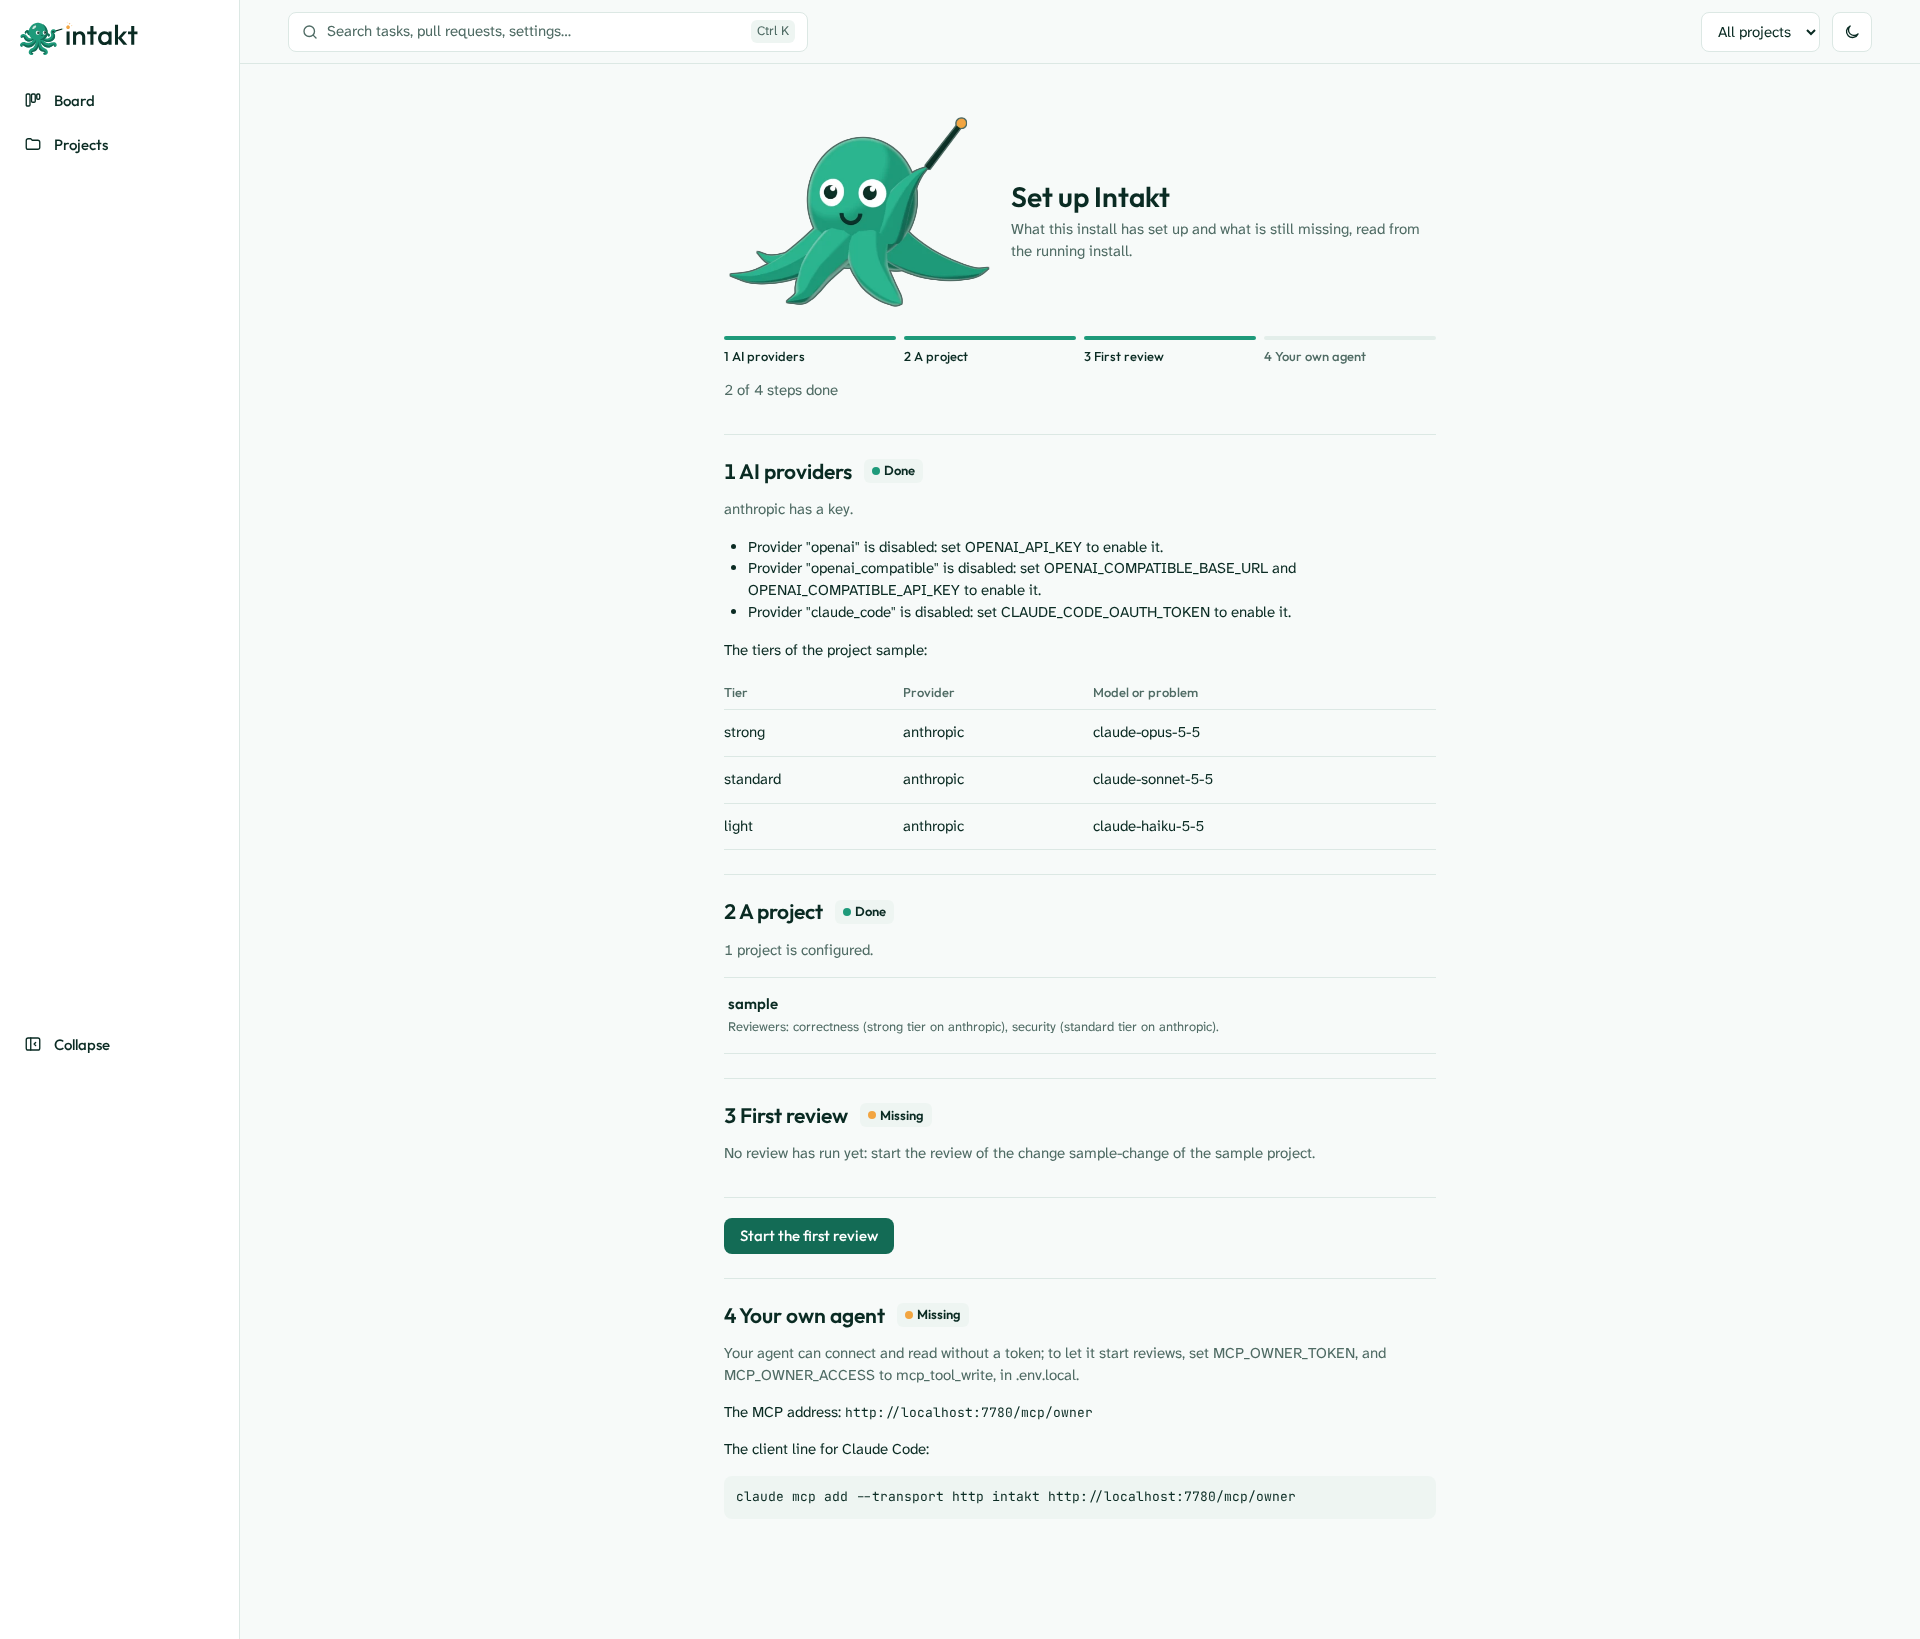 intakt
Search tasks, pull requests, settings...
Ctrl K
All projects
Board
Projects
Set up Intakt
What this install has set up and what is still missing, read from
the running install.
1 AI providers
2 A project
3 First review
4 Your own agent
2 of 4 steps done
1 AI providers
Done
anthropic has a key.
Provider "openai" is disabled: set OPENAI_API_KEY to enable it.
Provider "openai_compatible" is disabled: set OPENAI_COMPATIBLE_BASE_URL and
OPENAI_COMPATIBLE_API_KEY to enable it.
Provider "claude_code" is disabled: set CLAUDE_CODE_OAUTH_TOKEN to enable it.
The tiers of the project sample:
Tier Provider Model or problem
strong anthropic claude-opus-5-5
standard anthropic claude-sonnet-5-5
light anthropic claude-haiku-5-5
2 A project
Done
1 project is configured.
sample
Reviewers: correctness (strong tier on anthropic), security (standard tier on anthropic).
Collapse
3 First review
Missing
No review has run yet: start the review of the change sample-change of the sample project.
Start the first review
4 Your own agent
Missing
Your agent can connect and read without a token; to let it start reviews, set MCP_OWNER_TOKEN, and
MCP_OWNER_ACCESS to mcp_tool_write, in .env.local.
The MCP address: http://localhost:7780/mcp/owner
The client line for Claude Code:
claude mcp add --transport http intakt http://localhost:7780/mcp/owner